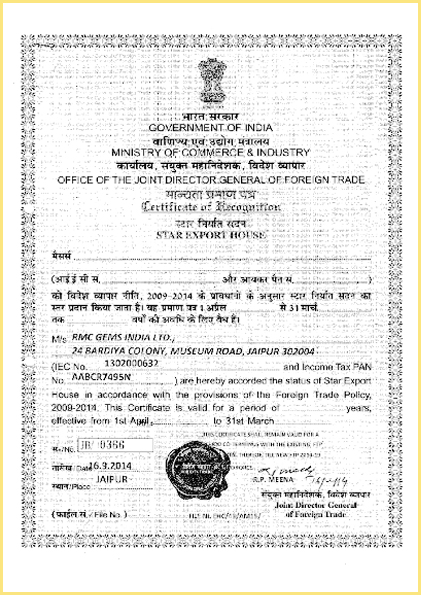 भारत सरकार
GOVERNMENT OF INDIA
वाणिज्य एवं उद्योग मंत्रालय
MINISTRY OF COMMERCE & INDUSTRY
कार्यालय, संयुक्त महानिदेशक, विदेश व्यापार
OFFICE OF THE JOINT DIRECTOR GENERAL OF FOREIGN TRADE
मान्यता प्रमाण पत्र
Certificate of Recognition
स्टार निर्यात सदन
STAR EXPORT HOUSE
मैसर्स
(आई ई सी सं. और आयकर पैन सं. )
को विदेश व्यापार नीति, 2009-2014 के प्रावधानों के अनुसार स्टार निर्यात सदन का
स्तर प्रदान किया जाता है। यह प्रमाण पत्र 1 अप्रैल से 31 मार्च
तक वर्षों की अवधि के लिए वैध है।
M/s RMC GEMS INDIA LTD.,
24 BARDIYA COLONY, MUSEUM ROAD, JAIPUR 302004
(IEC No. 1302000632 and Income Tax PAN
No. AABCR7495N ) are hereby accorded the status of Star Export
House in accordance with the provisions of the Foreign Trade Policy,
2009-2014. This Certificate is valid for a period of years,
effective from 1st April, to 31st March
CERTIFICATE SHALL REMAIN VALID FOR A
सं./No. JR/ 0366
तारीख / Date 16.9.2014
स्थान/Place JAIPUR
R.P. MEENA
संयुक्त महानिदेशक, विदेश व्यापार
Joint Director General
of Foreign Trade
(फाईल सं. / File No. )